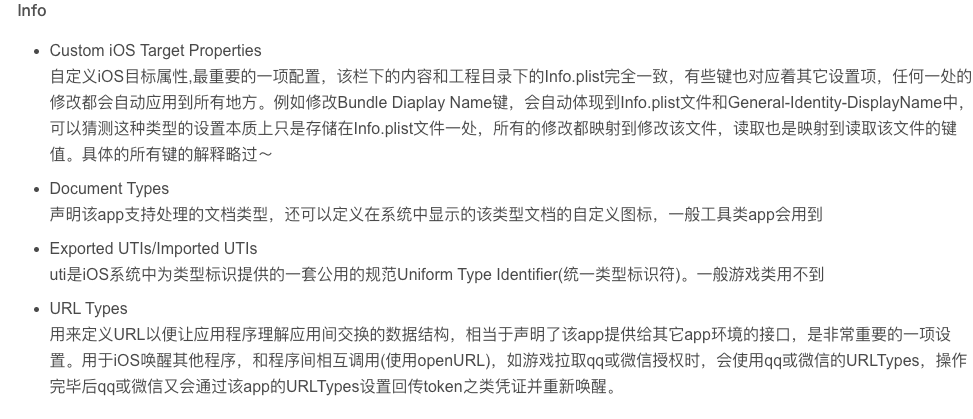 Info
Custom iOS Target Properties
自定义iOS目标属性,最重要的一项配置，该栏下的内容和工程目录下的Info.plist完全一致，有些键也对应着其它设置项，任何一处的
修改都会自动应用到所有地方。例如修改Bundle Diaplay Name键，会自动体现到Info.plist文件和General-Identity-DisplayName中，
可以猜测这种类型的设置本质上只是存储在Info.plist文件一处，所有的修改都映射到修改该文件，读取也是映射到读取该文件的键
值。具体的所有键的解释略过～
Document Types
声明该app支持处理的文档类型，还可以定义在系统中显示的该类型文档的自定义图标，一般工具类app会用到
Exported UTIs/Imported UTIs
uti是iOS系统中为类型标识提供的一套公用的规范Uniform Type Identifier(统一类型标识符)。一般游戏类用不到
URL Types
用来定义URL以便让应用程序理解应用间交换的数据结构，相当于声明了该app提供给其它app环境的接口，是非常重要的一项设
置。用于iOS唤醒其他程序，和程序间相互调用(使用openURL)，如游戏拉取qq或微信授权时，会使用qq或微信的URLTypes，操作
完毕后qq或微信又会通过该app的URLTypes设置回传token之类凭证并重新唤醒。